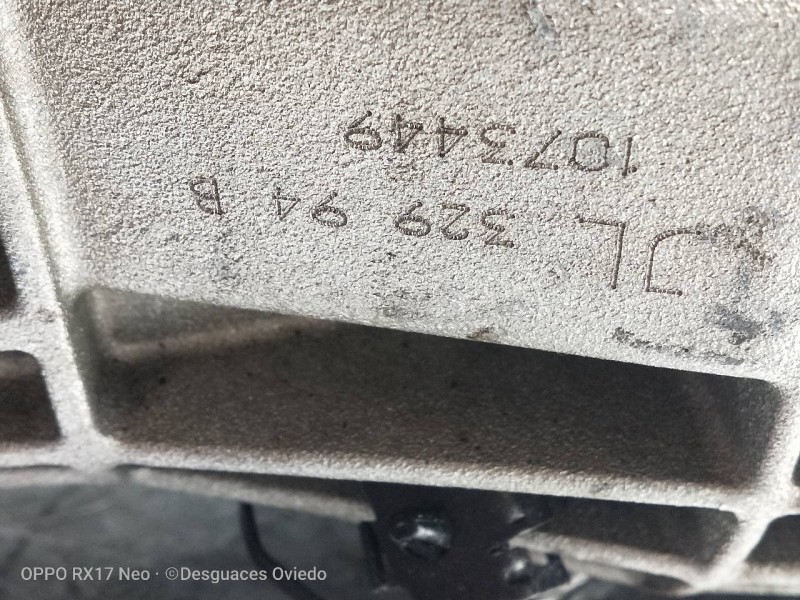 JL 329 94 B
1073449
OPPO RX17 Neo · ©Desguaces Oviedo